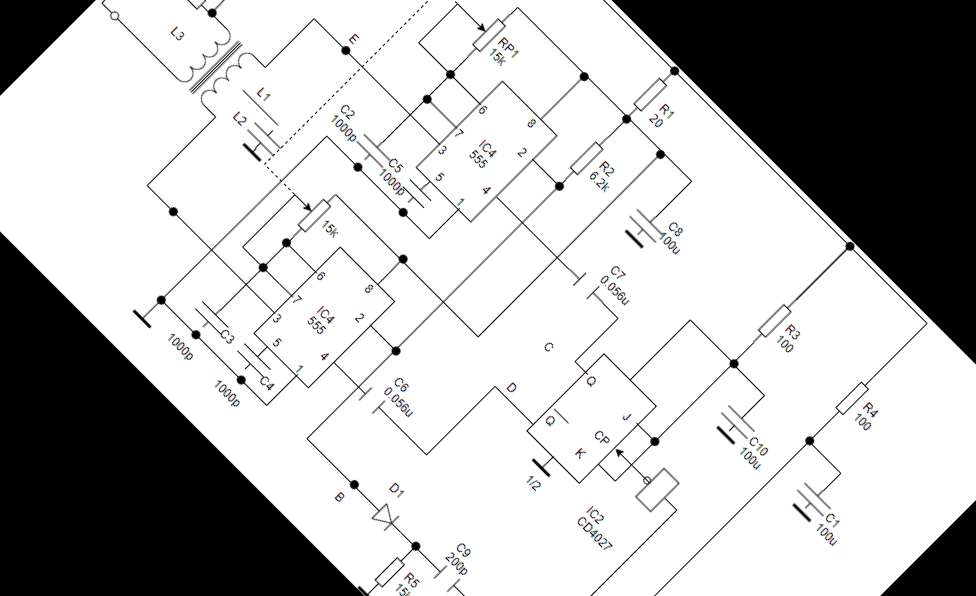 L3
E
RP1
15k
R1
20
L1
L2
C2
1000p
6
8
7
IC4
555
3
2
5
4
1
C5
1000p
R2
6.2k
15k
C8
100u
6
8
7
IC4
555
3
2
5
4
1
C7
0.056u
C3
1000p
C4
1000p
R3
100
C
C6
0.056u
D
Q
Q
J
CP
K
R4
100
C10
100u
1/2
B
D1
IC2
CD4027
C1
100u
C9
200p
R5